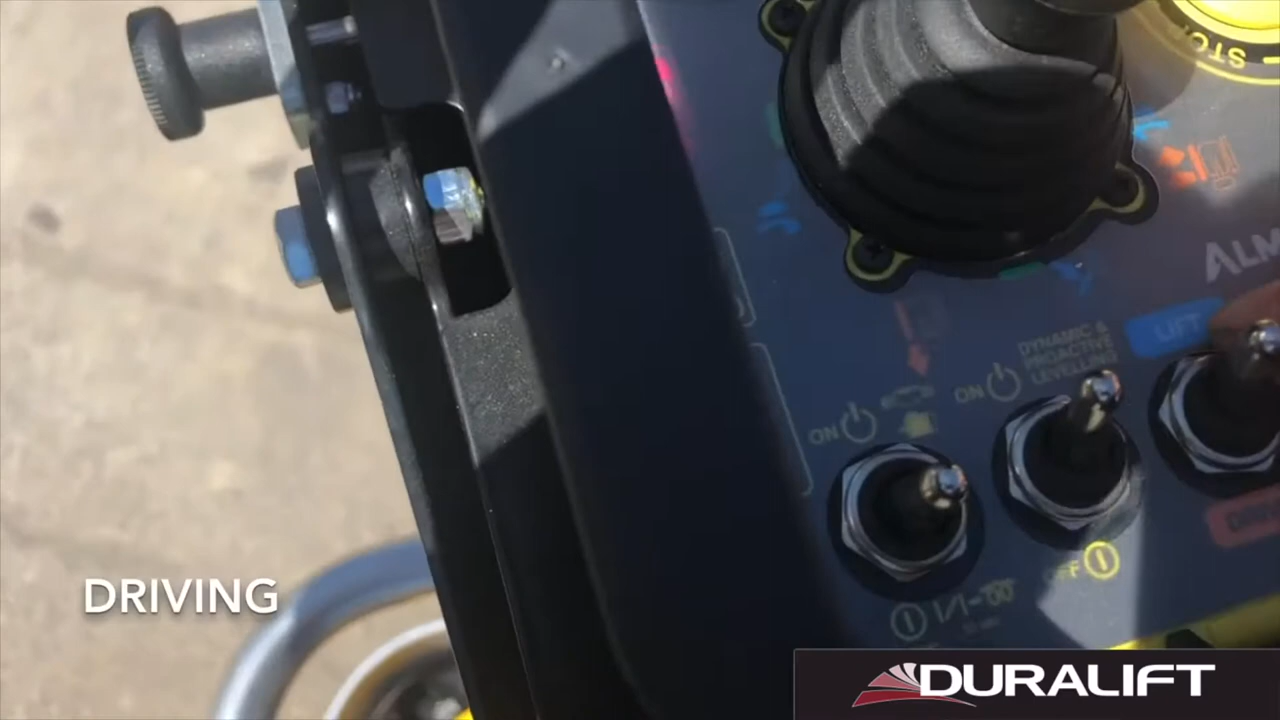 STOP
ALM
DYNAMIC &
PROACTIVE
LEVELLING
LIFT
ON
ON
OFF
DRIVING
DURALIFT